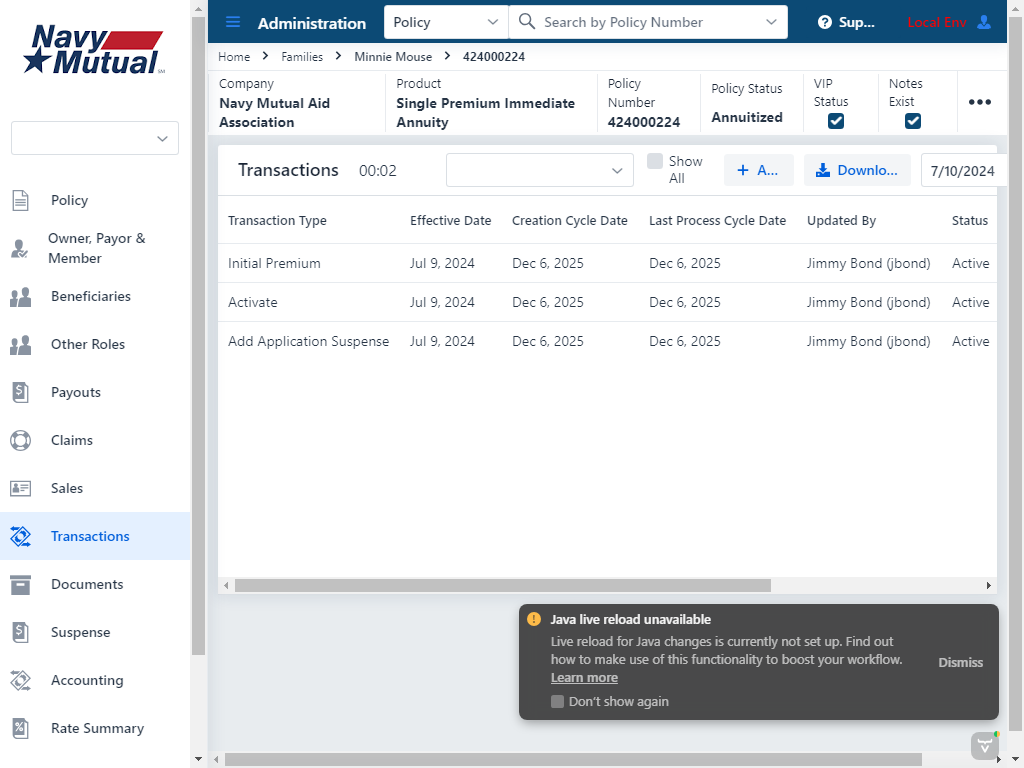 Navy
Mutual
SM
Policy
Owner, Payor &
Member
Beneficiaries
Other Roles
Payouts
Claims
Sales
Transactions
Documents
Suspense
Accounting
Rate Summary
Administration
Policy
Search by Policy Number
Sup...
Local Env
Home
Families
Minnie Mouse
424000224
Company
Navy Mutual Aid
Association
Product
Single Premium Immediate
Annuity
Policy
Number
424000224
Policy Status
Annuitized
VIP
Status
Notes
Exist
Transactions 00:02
Show
All
A...
Downlo...
7/10/2024
Transaction Type Effective Date Creation Cycle Date Last Process Cycle Date Updated By Status
Initial Premium Jul 9, 2024 Dec 6, 2025 Dec 6, 2025 Jimmy Bond (jbond) Active
Activate Jul 9, 2024 Dec 6, 2025 Dec 6, 2025 Jimmy Bond (jbond) Active
Add Application Suspense Jul 9, 2024 Dec 6, 2025 Dec 6, 2025 Jimmy Bond (jbond) Active
Java live reload unavailable
Live reload for Java changes is currently not set up. Find out
how to make use of this functionality to boost your workflow.
Learn more
Don't show again
Dismiss